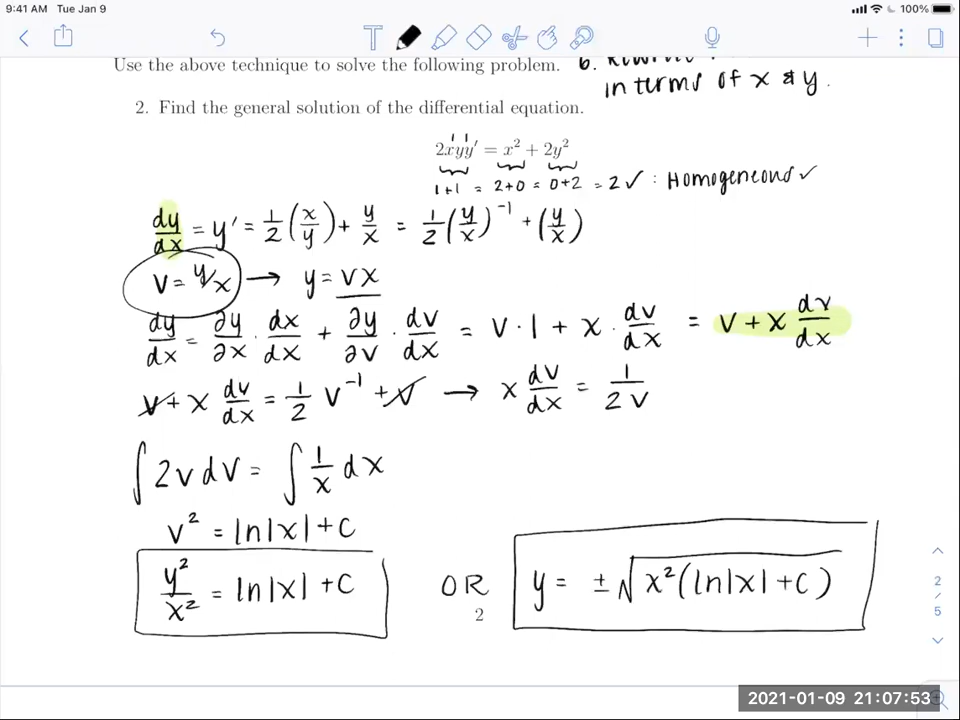 9:41 AM Tue Jan 9 100%
Use the above technique to solve the following problem. 6.
in terms of x & y.
2. Find the general solution of the differential equation.
2xyy′ = x² + 2y²
1+1 = 2+0 = 0+2 = 2 ✓ : Homogeneous ✓
dy/dx = y′ = 1/2 (x/y) + y/x = 1/2 (y/x)⁻¹ + (y/x)
v = y/x → y = vx
dy/dx = ∂y/∂x · dx/dx + ∂y/∂v · dv/dx = v · 1 + x · dv/dx = v + x dv/dx
v + x dv/dx = 1/2 v⁻¹ + v → x dv/dx = 1/2v
∫ 2v dv = ∫ 1/x dx
v² = ln|x| + c
y²/x² = ln|x| + c OR y = ± √x²(ln|x| + c)
2
2 / 5
2021-01-09 21:07:53